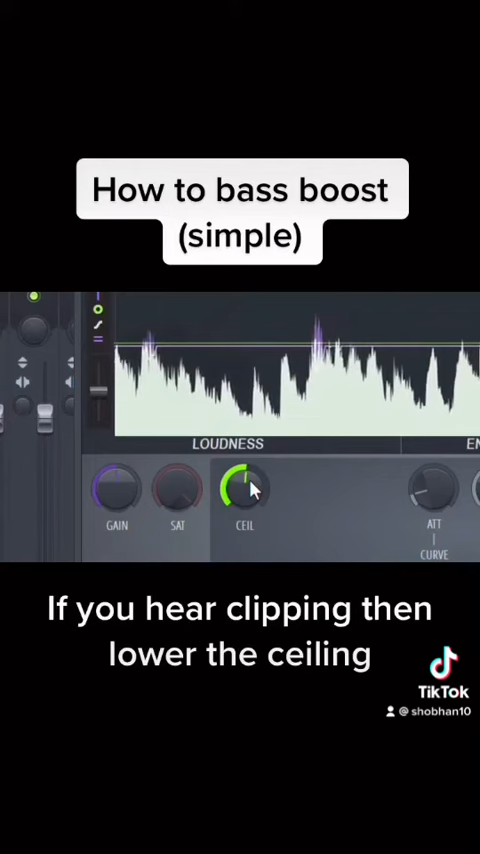 How to bass boost
(simple)
LOUDNESS
EN
GAIN
SAT
CEIL
ATT
CURVE
If you hear clipping then
lower the ceiling
TikTok
@ shobhan10